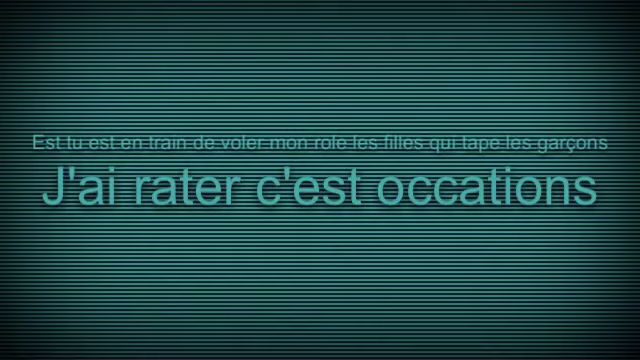 Est tu est en train de voler mon role les filles qui tape les garçons
J'ai rater c'est occations